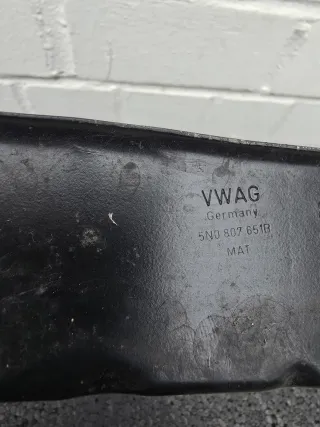 VWAG
Germany
5N0 807 651B
MAT